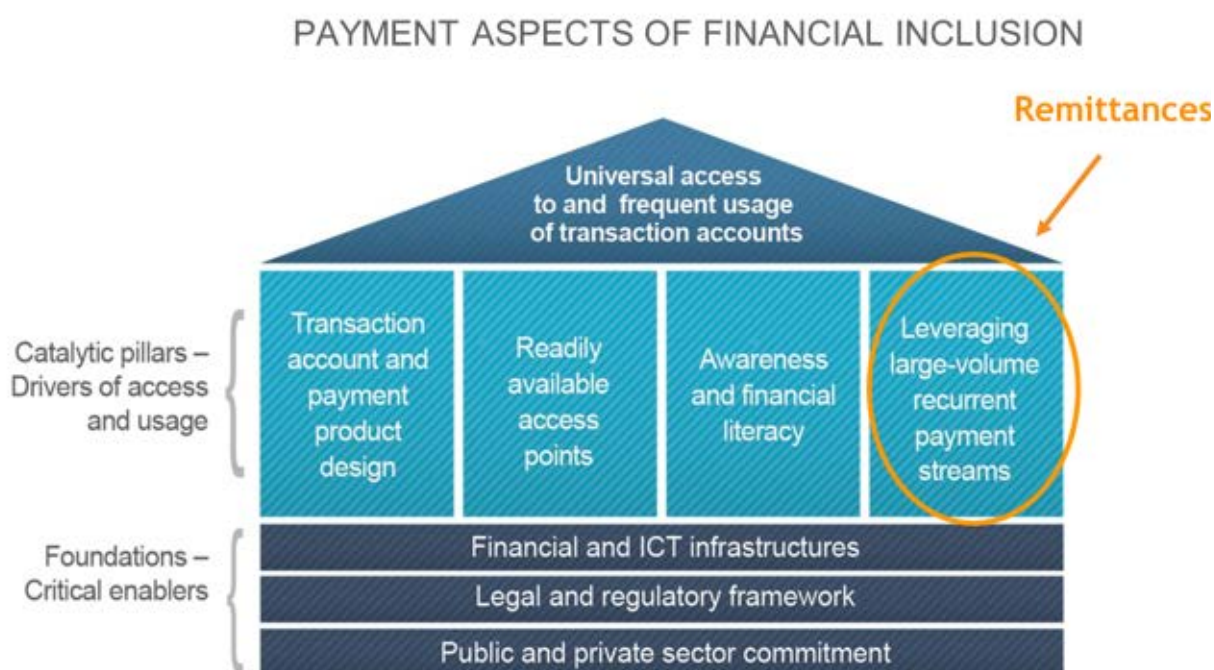 PAYMENT ASPECTS OF FINANCIAL INCLUSION
Remittances
Universal access
to and frequent usage
of transaction accounts
Catalytic pillars –
Drivers of access
and usage
Transaction
account and
payment
product
design
Readily
available
access
points
Awareness
and financial
literacy
Leveraging
large-volume
recurrent
payment
streams
Foundations –
Critical enablers
Financial and ICT infrastructures
Legal and regulatory framework
Public and private sector commitment